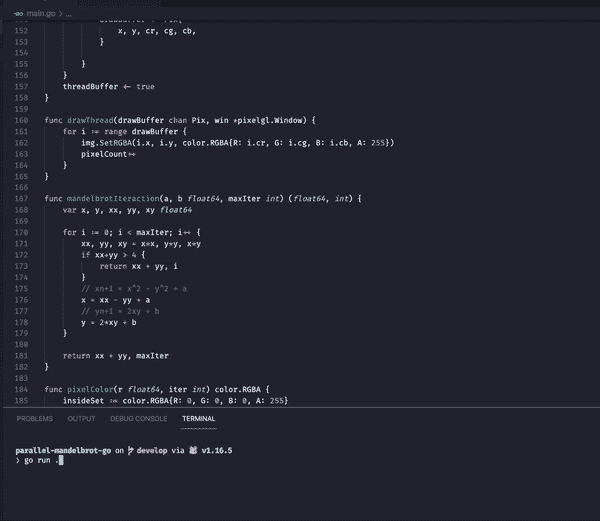 main.go > ...
152 x, y, cr, cg, cb,
153 }
154
155 }
156 }
157 threadBuffer <- true
158 }
159
160 func drawThread(drawBuffer chan Pix, win *pixelgl.Window) {
161 for i := range drawBuffer {
162 img.SetRGBA(i.x, i.y, color.RGBA{R: i.cr, G: i.cg, B: i.cb, A: 255})
163 pixelCount++
164 }
165 }
166
167 func mandelbrotIteraction(a, b float64, maxIter int) (float64, int) {
168 var x, y, xx, yy, xy float64
169
170 for i := 0; i < maxIter; i++ {
171 xx, yy, xy = x*x, y*y, x*y
172 if xx+yy > 4 {
173 return xx + yy, i
174 }
175 // xn+1 = x^2 - y^2 + a
176 x = xx - yy + a
177 // yn+1 = 2xy + b
178 y = 2*xy + b
179 }
180
181 return xx + yy, maxIter
182 }
183
184 func pixelColor(r float64, iter int) color.RGBA {
185 insideSet := color.RGBA{R: 0, G: 0, B: 0, A: 255}
PROBLEMS OUTPUT DEBUG CONSOLE TERMINAL
parallel-mandelbrot-go on develop via v1.16.5
> go run .